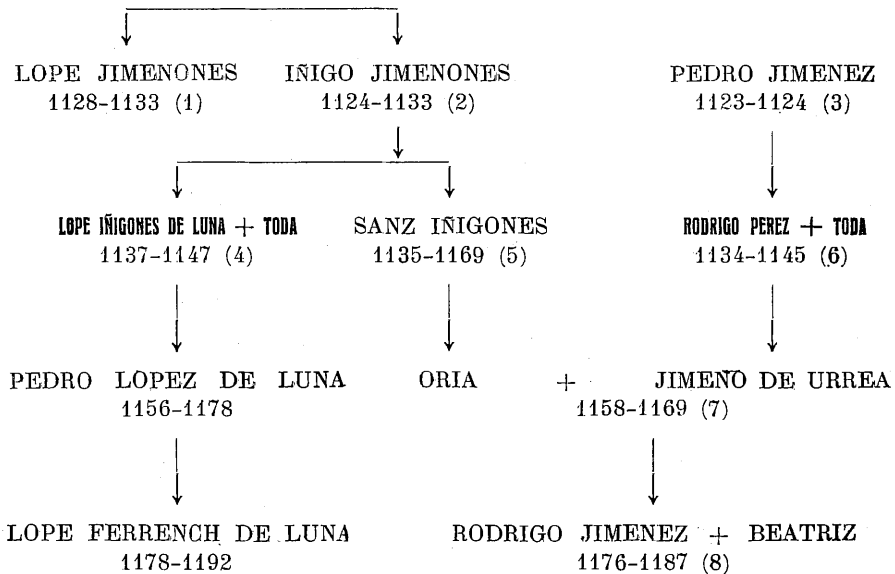 LOPE JIMENONES IÑIGO JIMENONES PEDRO JIMENEZ
1128-1133 (1) 1124-1133 (2) 1123-1124 (3)
LOPE IÑIGONES DE LUNA + TODA SANZ IÑIGONES RODRIGO PEREZ + TODA
1137-1147 (4) 1135-1169 (5) 1134-1145 (6)
PEDRO LOPEZ DE LUNA ORIA + JIMENO DE URREA
1156-1178 1158-1169 (7)
LOPE FERRENCH DE LUNA RODRIGO JIMENEZ + BEATRIZ
1178-1192 1176-1187 (8)